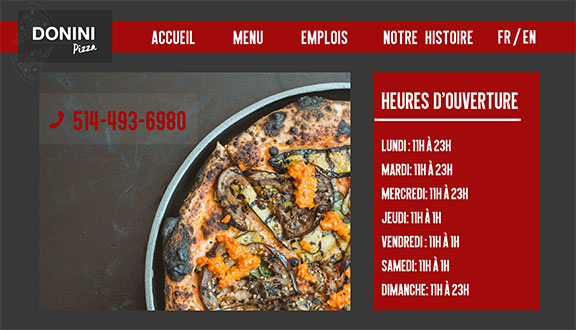 DONINI
Pizza
ACCUEIL MENU EMPLOIS NOTRE HISTOIRE FR/EN
514-493-6980
HEURES D'OUVERTURE
LUNDI : 11H À 23H
MARDI: 11H À 23H
MERCREDI: 11H À 23H
JEUDI: 11H À 1H
VENDREDI : 11H À 1H
SAMEDI: 11H À 1H
DIMANCHE: 11H À 23H